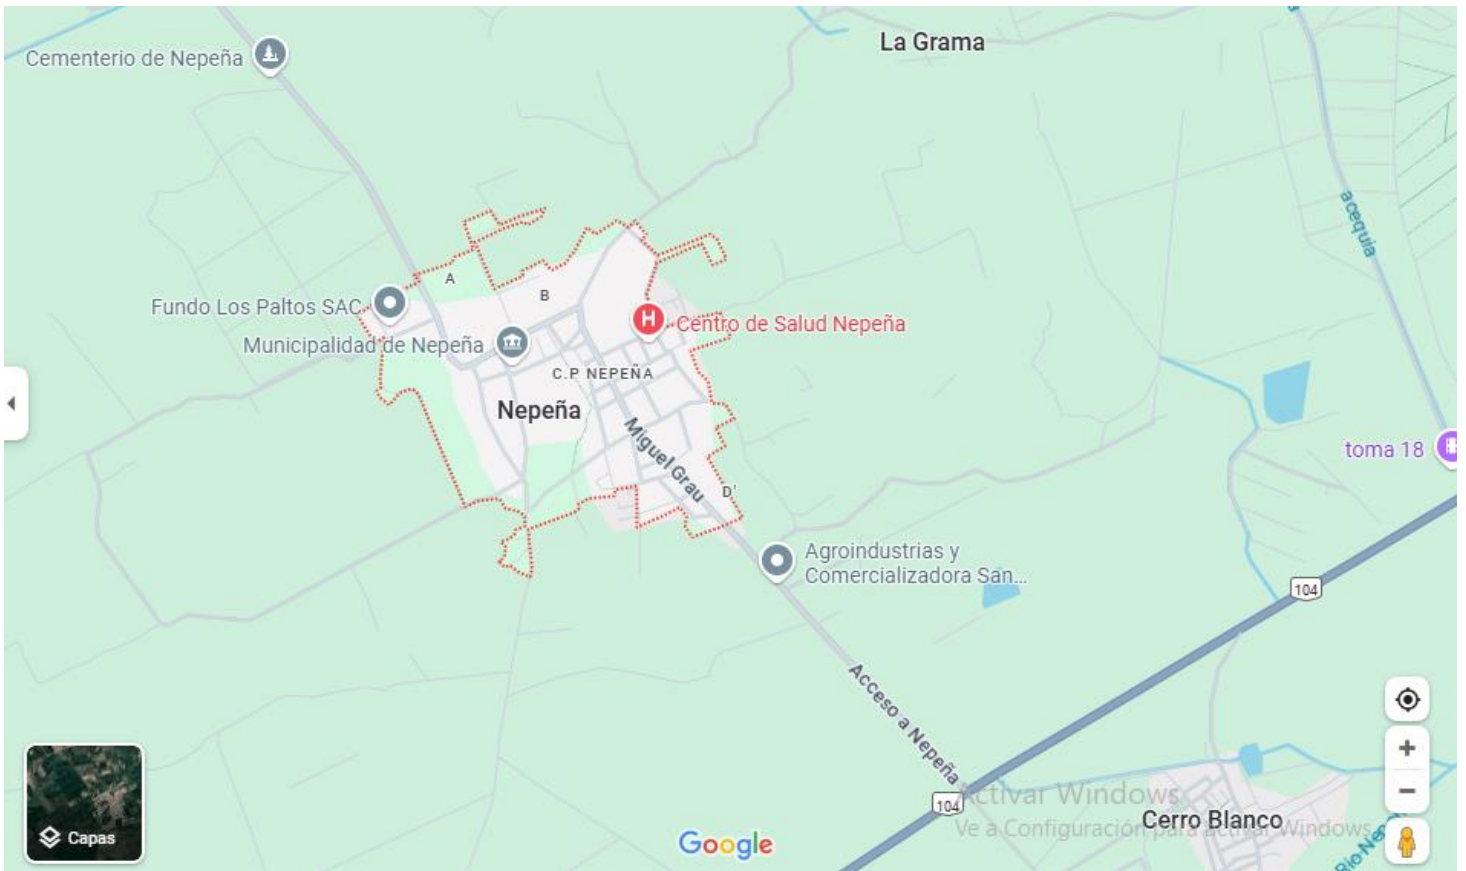 La Grama
Cementerio de Nepeña
acequia
A
B
Fundo Los Paltos SAC
Centro de Salud Nepeña
Municipalidad de Nepeña
C.P NEPEÑA
Nepeña
Miguel Grau
toma 18
D'
Agroindustrias y
Comercializadora San...
104
Acceso a Nepeña
104
Activar Windows
Ve a Configuración para activar Windows.
Cerro Blanco
Capas
Google